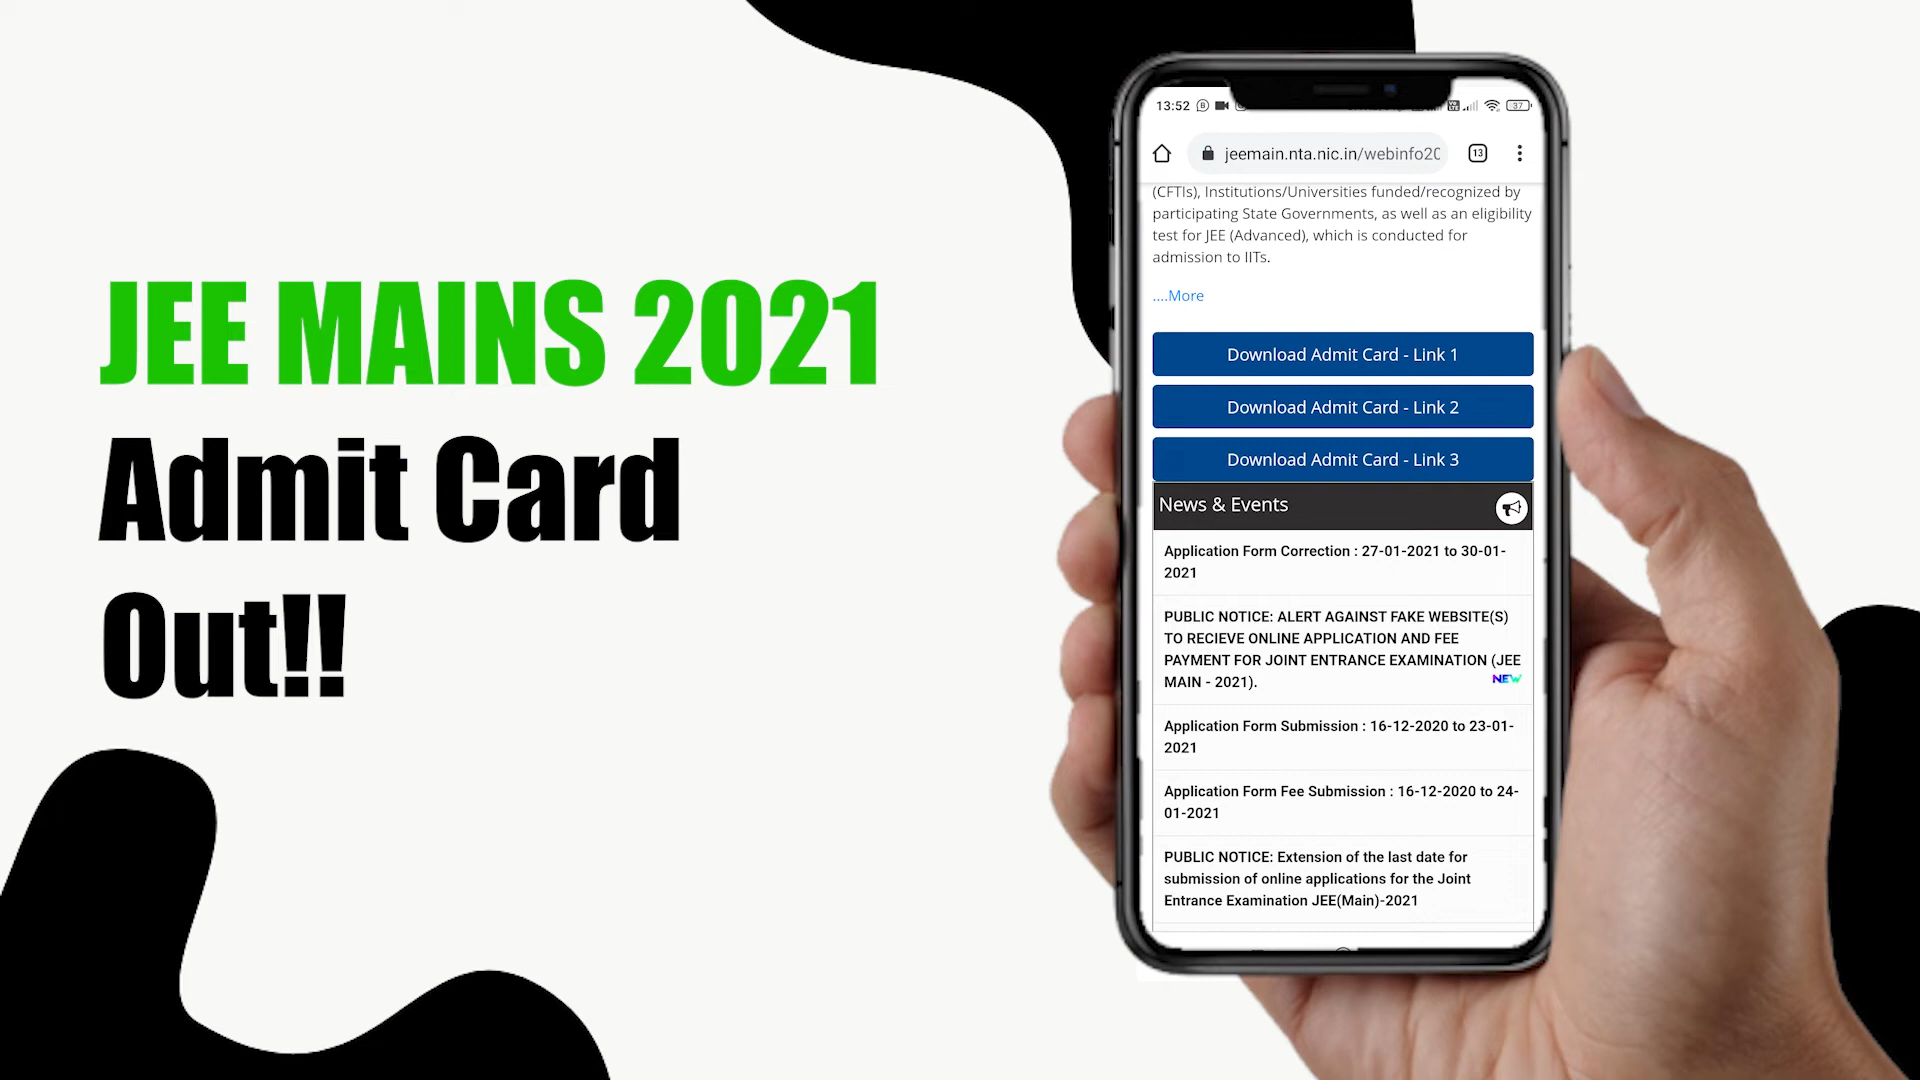 JEE MAINS 2021
Admit Card
Out!!
13:52
37
jeemain.nta.nic.in/webinfo20
13
(CFTIs), Institutions/Universities funded/recognized by
participating State Governments, as well as an eligibility
test for JEE (Advanced), which is conducted for
admission to IITs.
....More
Download Admit Card - Link 1
Download Admit Card - Link 2
Download Admit Card - Link 3
News & Events
Application Form Correction : 27-01-2021 to 30-01-
2021
PUBLIC NOTICE: ALERT AGAINST FAKE WEBSITE(S)
TO RECIEVE ONLINE APPLICATION AND FEE
PAYMENT FOR JOINT ENTRANCE EXAMINATION (JEE
MAIN - 2021).
NEW
Application Form Submission : 16-12-2020 to 23-01-
2021
Application Form Fee Submission : 16-12-2020 to 24-
01-2021
PUBLIC NOTICE: Extension of the last date for
submission of online applications for the Joint
Entrance Examination JEE(Main)-2021